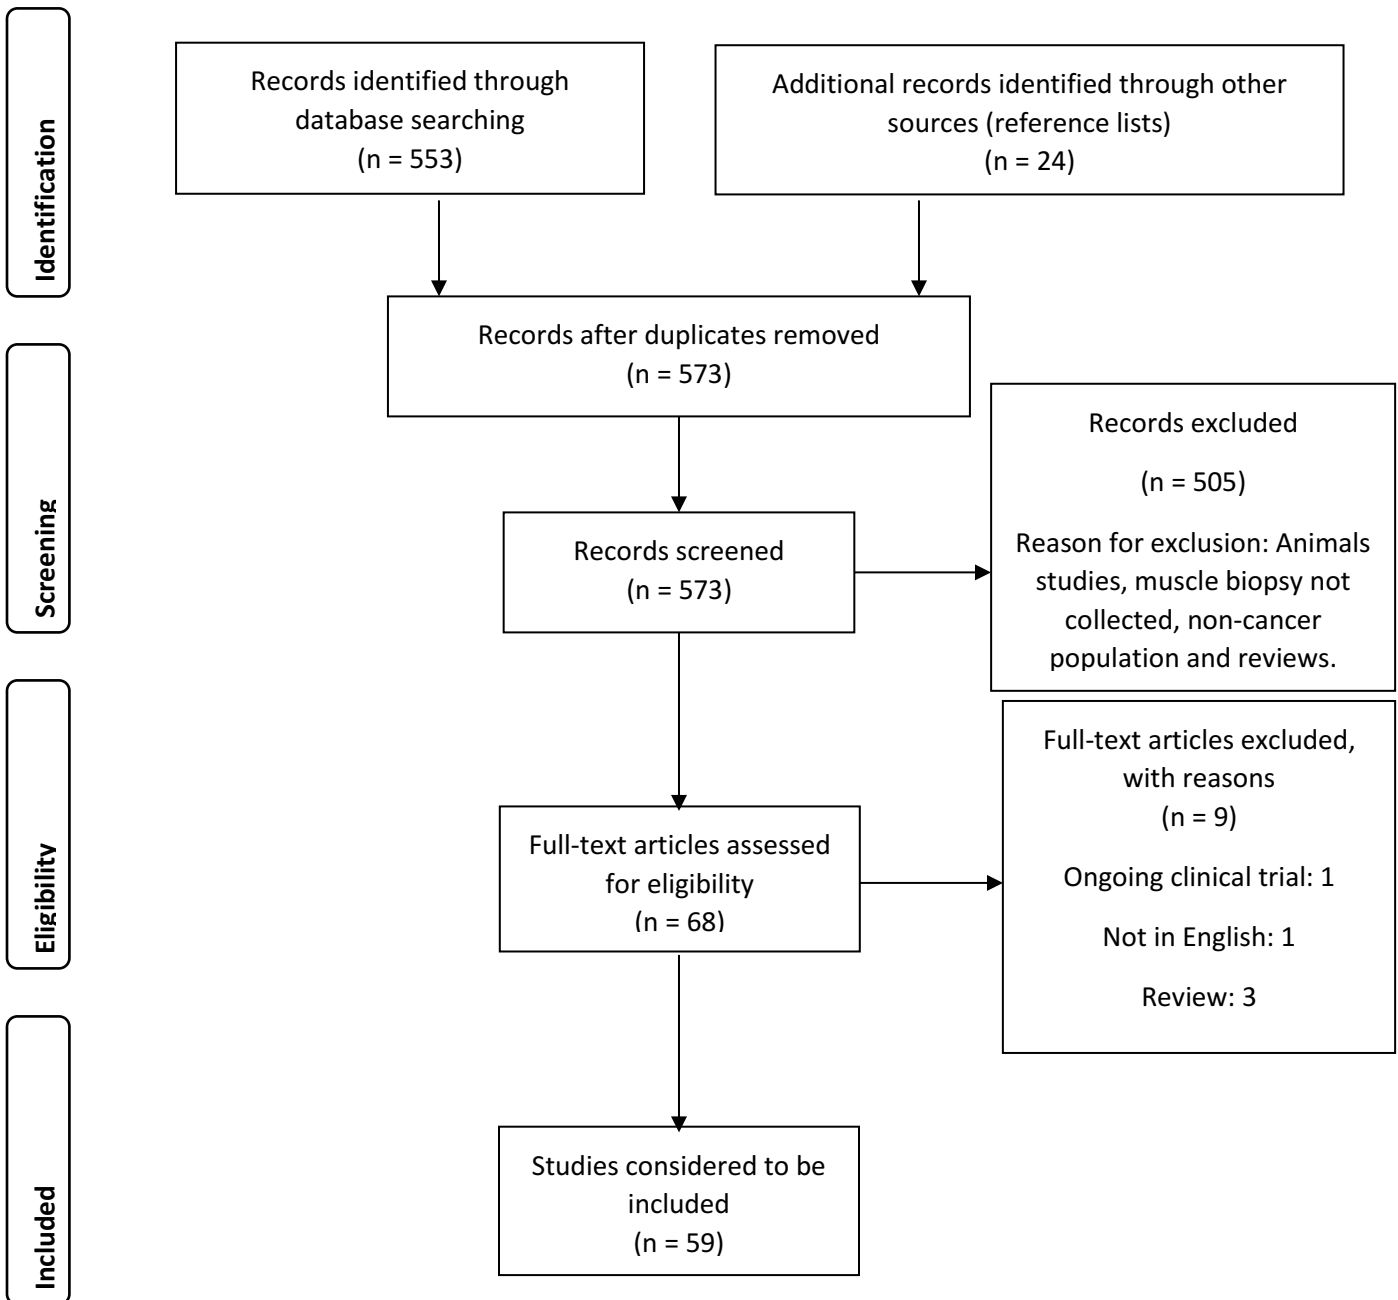 Identification
Records identified through
database searching
(n = 553)
Additional records identified through other
sources (reference lists)
(n = 24)
Records after duplicates removed
(n = 573)
Screening
Records screened
(n = 573)
Records excluded
(n = 505)
Reason for exclusion: Animals
studies, muscle biopsy not
collected, non-cancer
population and reviews.
Eligibility
Full-text articles assessed
for eligibility
(n = 68)
Full-text articles excluded,
with reasons
(n = 9)
Ongoing clinical trial: 1
Not in English: 1
Review: 3
Included
Studies considered to be
included
(n = 59)